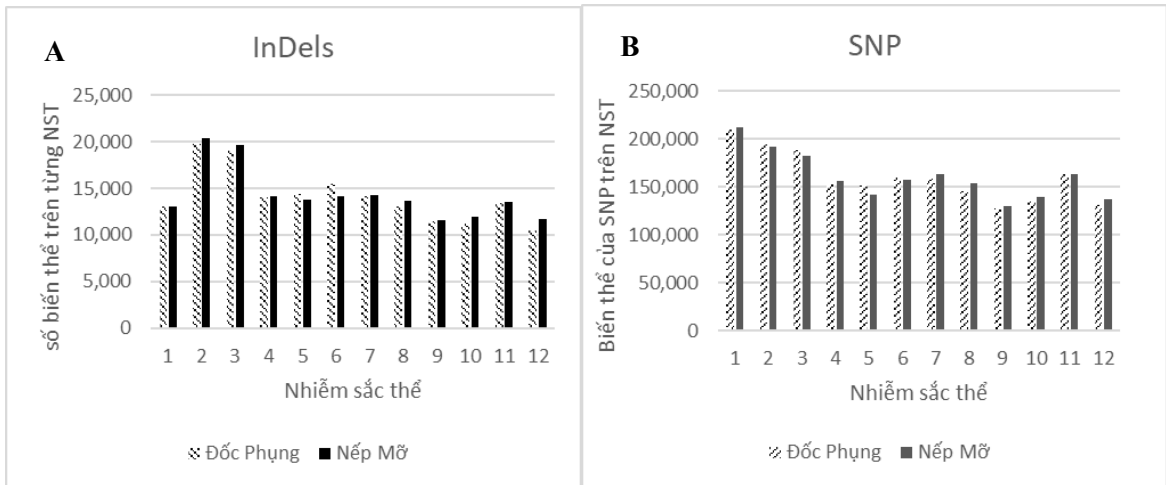 A
InDels
số biến thể trên từng NST
25,000
20,000
15,000
10,000
5,000
0
1 2 3 4 5 6 7 8 9 10 11 12
Nhiễm sắc thể
Đốc Phụng Nếp Mỡ
B
SNP
Biến thể của SNP trên NST
250,000
200,000
150,000
100,000
50,000
0
1 2 3 4 5 6 7 8 9 10 11 12
Nhiễm sắc thể
Đốc Phụng Nếp Mỡ